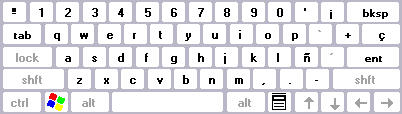 º 1 2 3 4 5 6 7 8 9 0 ' ¡ bksp
tab q w e r t y u i o p ` + ç
lock a s d f g h j k l ñ ´ ent
shft z x c v b n m , . - shft
ctrl alt alt ↑ ↓ ← →